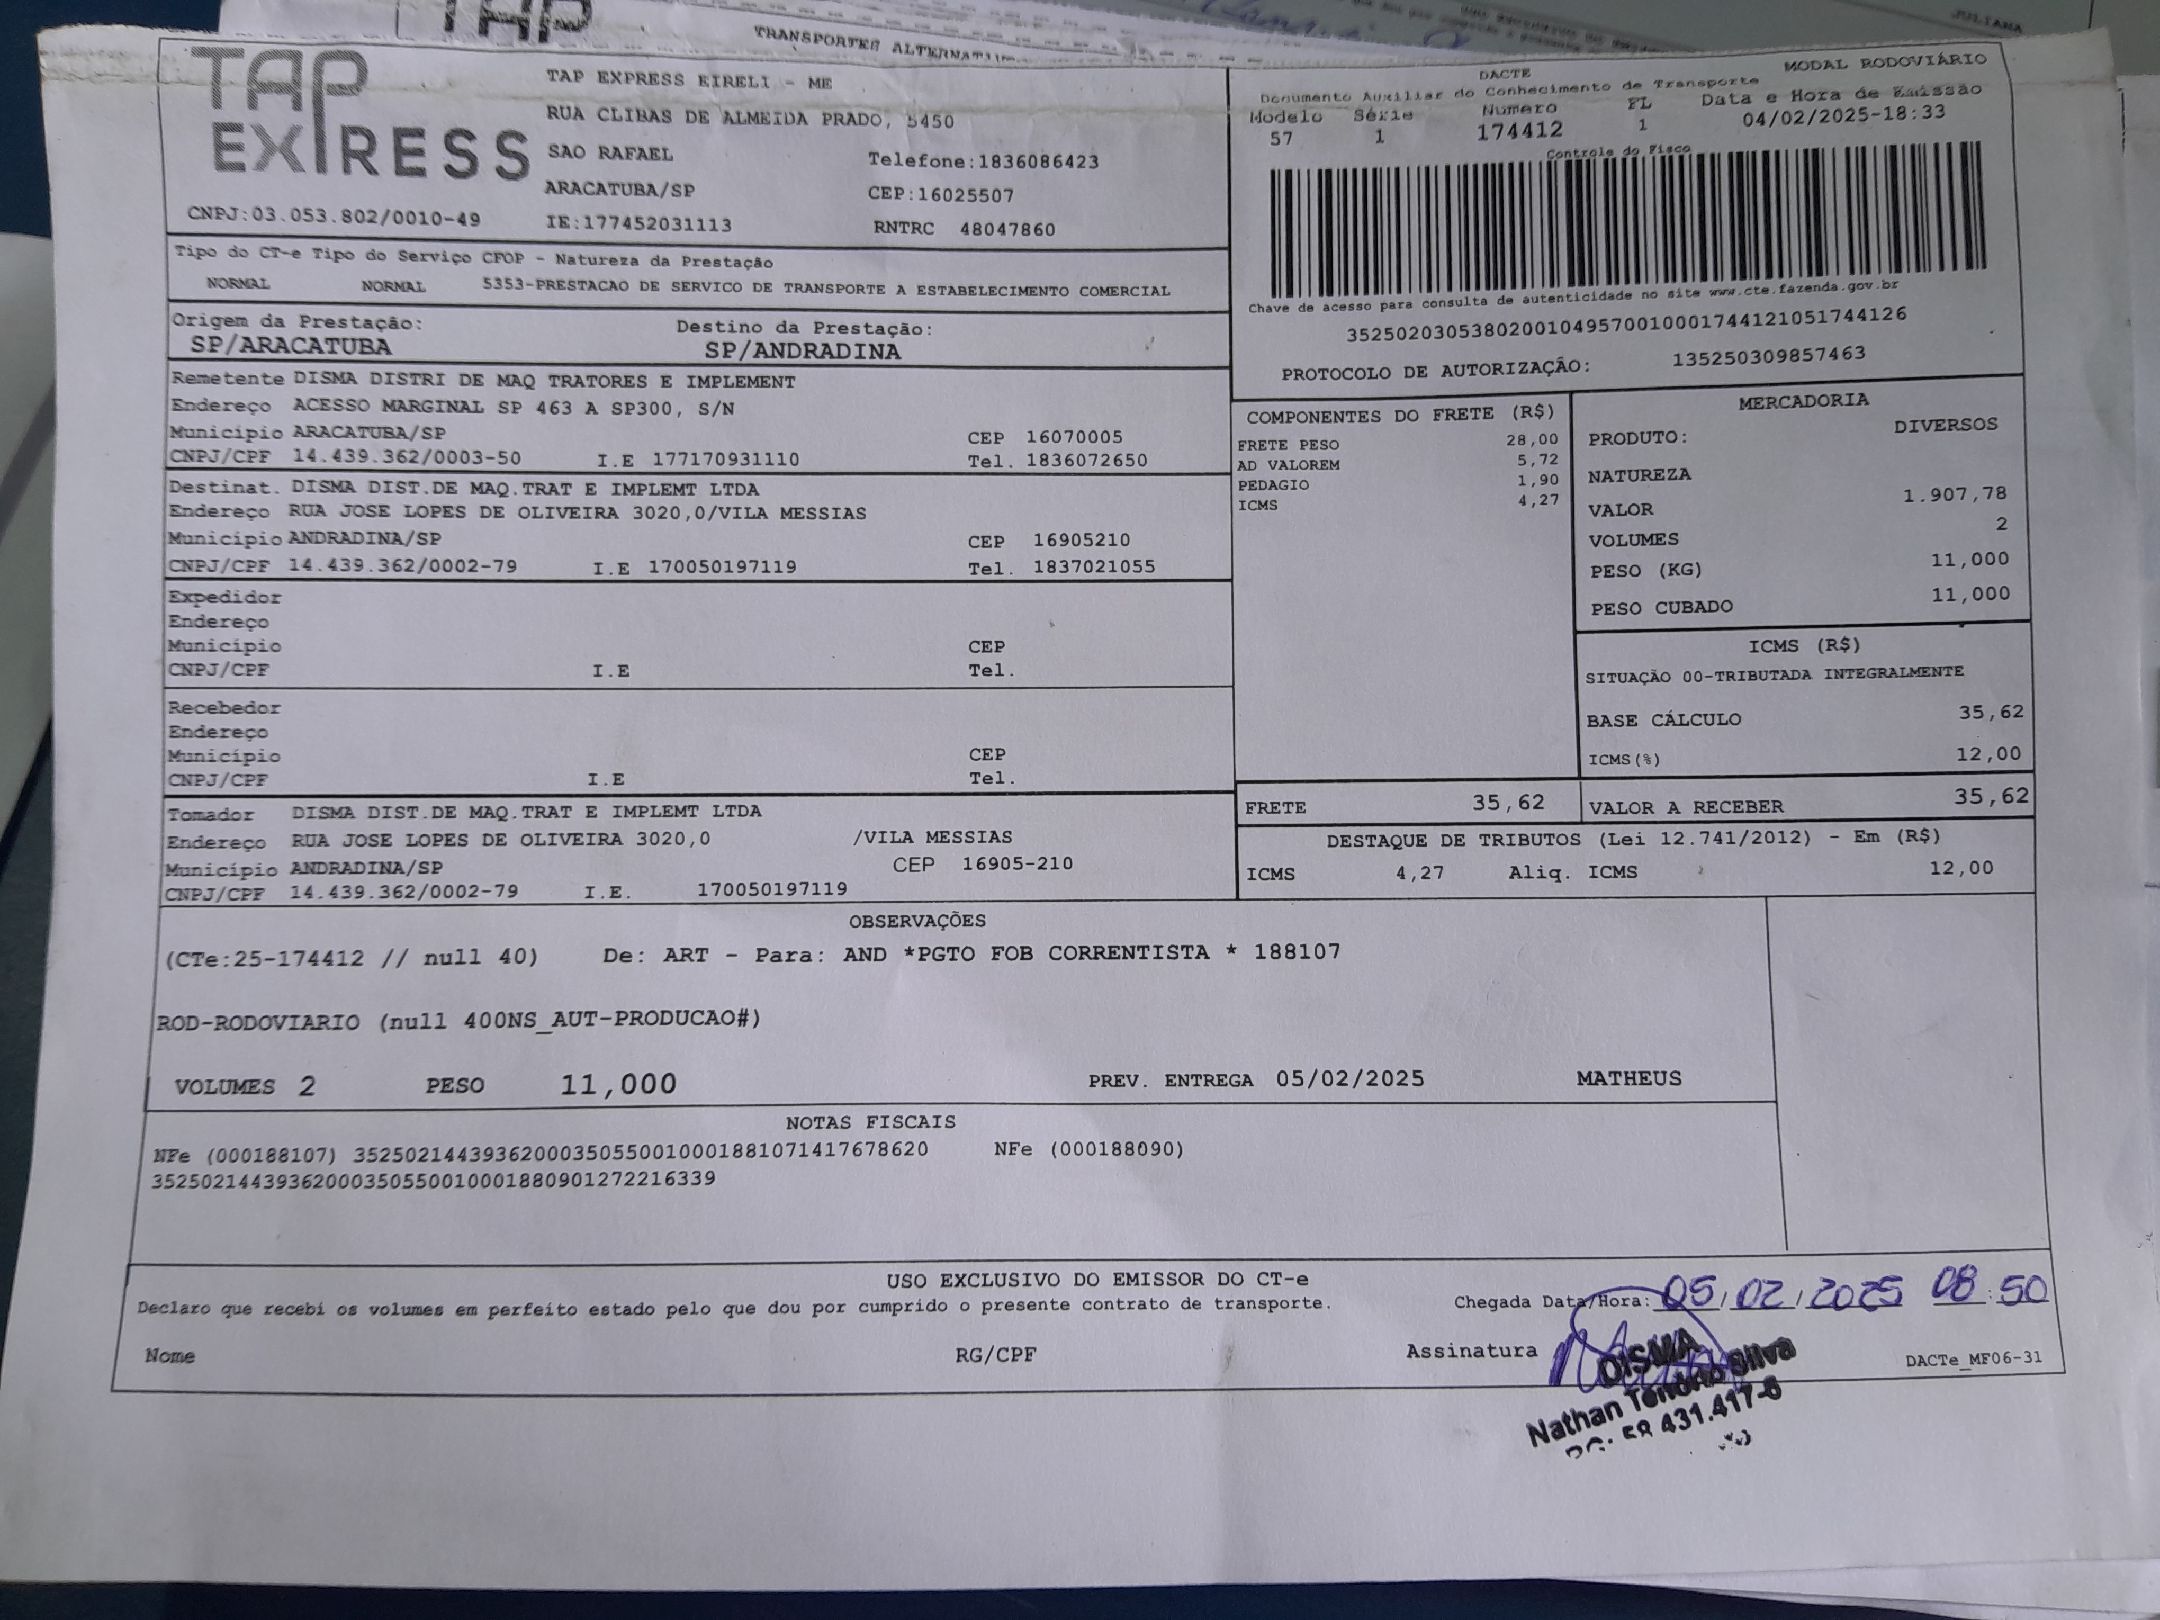 TAP
TRANSPORTES ALTERNATIV
JULIANA
TAP EXPRESS
TAP EXPRESS EIRELI - ME
RUA CLIBAS DE ALMEIDA PRADO, 5450
SAO RAFAEL Telefone:1836086423
ARACATUBA/SP CEP:16025507
CNPJ:03.053.802/0010-49 IE:177452031113 RNTRC 48047860
DACTE MODAL RODOVIÁRIO
Documento Auxiliar do Conhecimento de Transporte
Modelo Série Numero FL Data e Hora de Emissão
57 1 174412 1 04/02/2025-18:33
Controle do Fisco
Chave de acesso para consulta de autenticidade no site www.cte.fazenda.gov.br
35250203053802001049570010001744121051744126
PROTOCOLO DE AUTORIZAÇÃO: 135250309857463
Tipo do CT-e Tipo do Serviço CFOP - Natureza da Prestação
NORMAL NORMAL 5353-PRESTACAO DE SERVICO DE TRANSPORTE A ESTABELECIMENTO COMERCIAL
Origem da Prestação: Destino da Prestação:
SP/ARACATUBA SP/ANDRADINA
Remetente DISMA DISTRI DE MAQ TRATORES E IMPLEMENT
Endereço ACESSO MARGINAL SP 463 A SP300, S/N
Município ARACATUBA/SP CEP 16070005
CNPJ/CPF 14.439.362/0003-50 I.E 177170931110 Tel. 1836072650
Destinat. DISMA DIST.DE MAQ.TRAT E IMPLEMT LTDA
Endereço RUA JOSE LOPES DE OLIVEIRA 3020,0/VILA MESSIAS
Município ANDRADINA/SP CEP 16905210
CNPJ/CPF 14.439.362/0002-79 I.E 170050197119 Tel. 1837021055
Expedidor
Endereço
Município CEP
CNPJ/CPF I.E Tel.
Recebedor
Endereço
Município CEP
CNPJ/CPF I.E Tel.
Tomador DISMA DIST.DE MAQ.TRAT E IMPLEMT LTDA
Endereço RUA JOSE LOPES DE OLIVEIRA 3020,0 /VILA MESSIAS
Município ANDRADINA/SP CEP 16905-210
CNPJ/CPF 14.439.362/0002-79 I.E. 170050197119
COMPONENTES DO FRETE (R$)
FRETE PESO 28,00
AD VALOREM 5,72
PEDAGIO 1,90
ICMS 4,27
MERCADORIA
PRODUTO: DIVERSOS
NATUREZA
VALOR 1.907,78
VOLUMES 2
PESO (KG) 11,000
PESO CUBADO 11,000
ICMS (R$)
SITUAÇÃO 00-TRIBUTADA INTEGRALMENTE
BASE CÁLCULO 35,62
ICMS(%) 12,00
FRETE 35,62 VALOR A RECEBER 35,62
DESTAQUE DE TRIBUTOS (Lei 12.741/2012) - Em (R$)
ICMS 4,27 Aliq. ICMS 12,00
OBSERVAÇÕES
(CTe:25-174412 // null 40) De: ART - Para: AND *PGTO FOB CORRENTISTA * 188107
ROD-RODOVIARIO (null 400NS_AUT-PRODUCAO#)
VOLUMES 2 PESO 11,000 PREV. ENTREGA 05/02/2025 MATHEUS
NOTAS FISCAIS
NFe (000188107) 35250214439362000350550010001881071417678620 NFe (000188090)
35250214439362000350550010001880901272216339
USO EXCLUSIVO DO EMISSOR DO CT-e
Declaro que recebi os volumes em perfeito estado pelo que dou por cumprido o presente contrato de transporte. Chegada Data/Hora: 05/02/2025 08:50
Nome RG/CPF Assinatura DACTe_MF06-31
DISMA
Nathan Tenório Silva
RG: 58 431.417-6